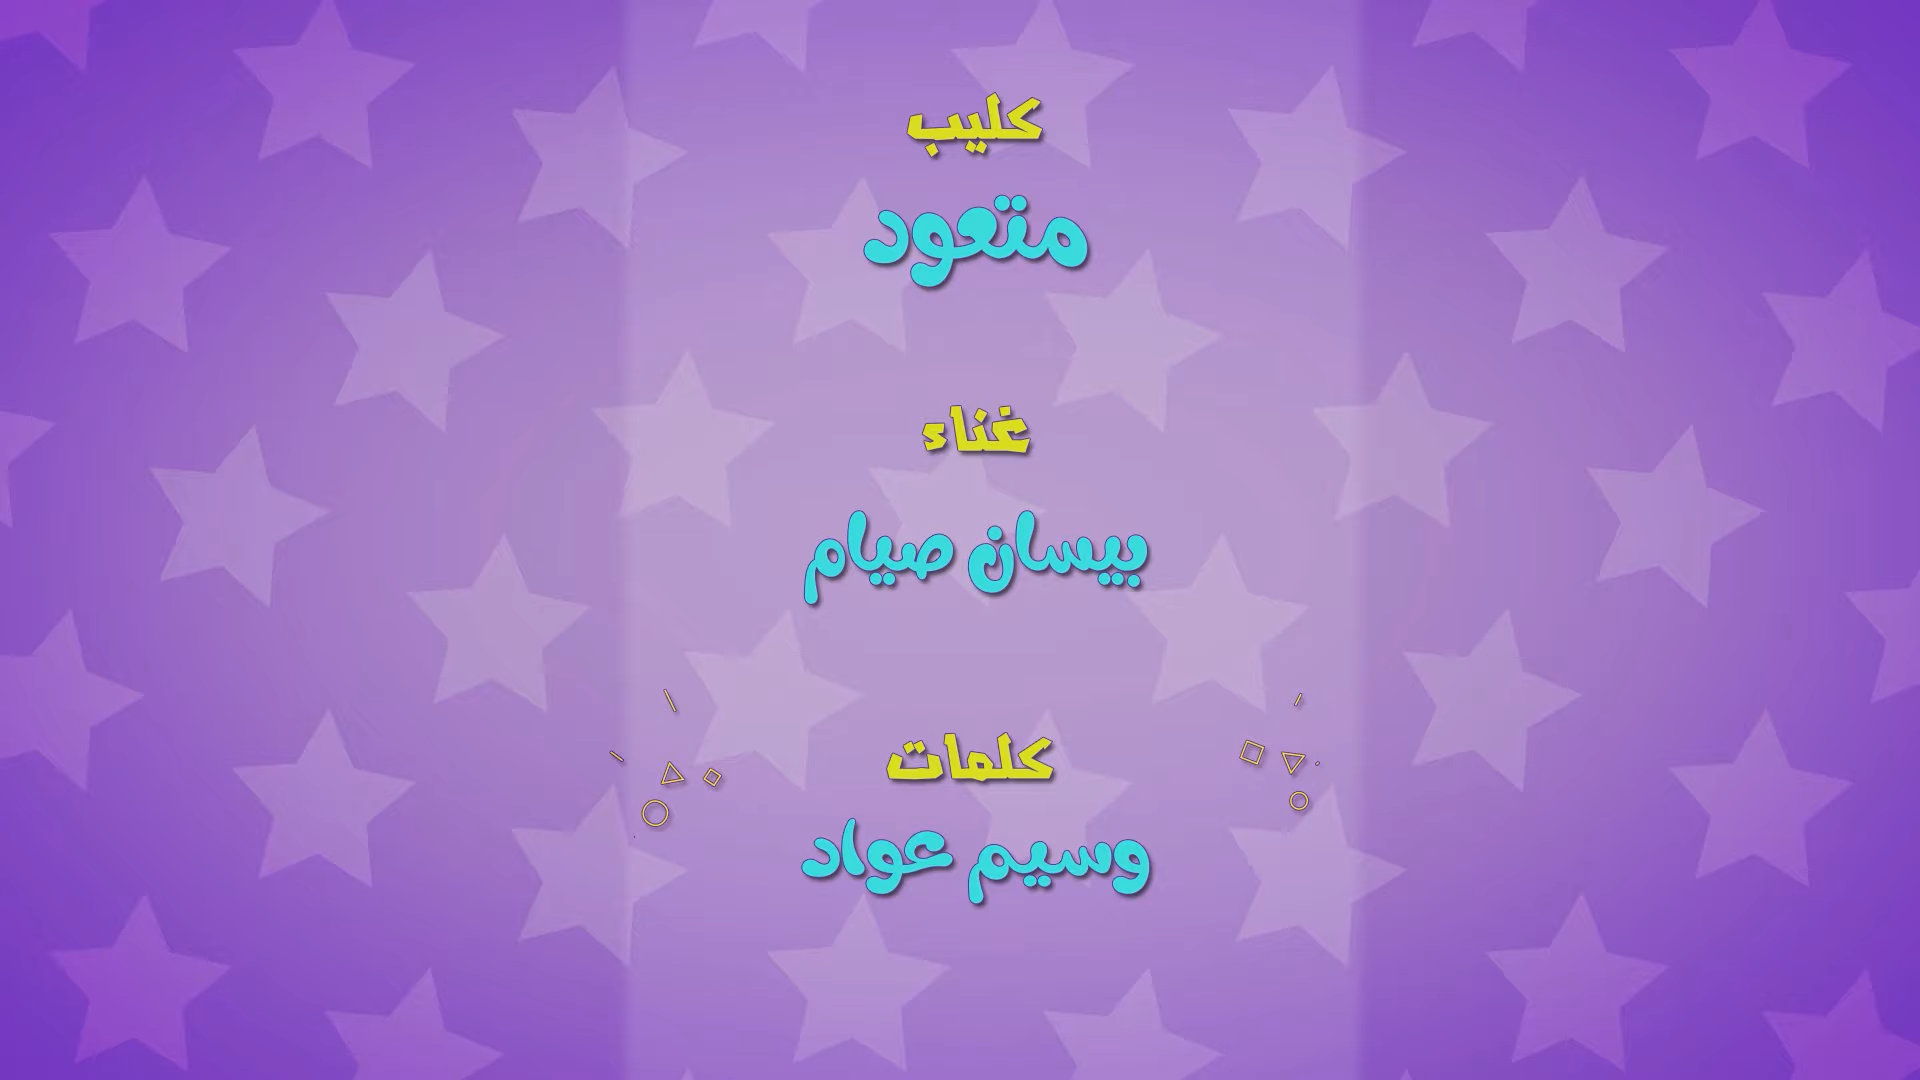 كليب
متعود
غناء
بيسان صيام
كلمات
وسيم عواد